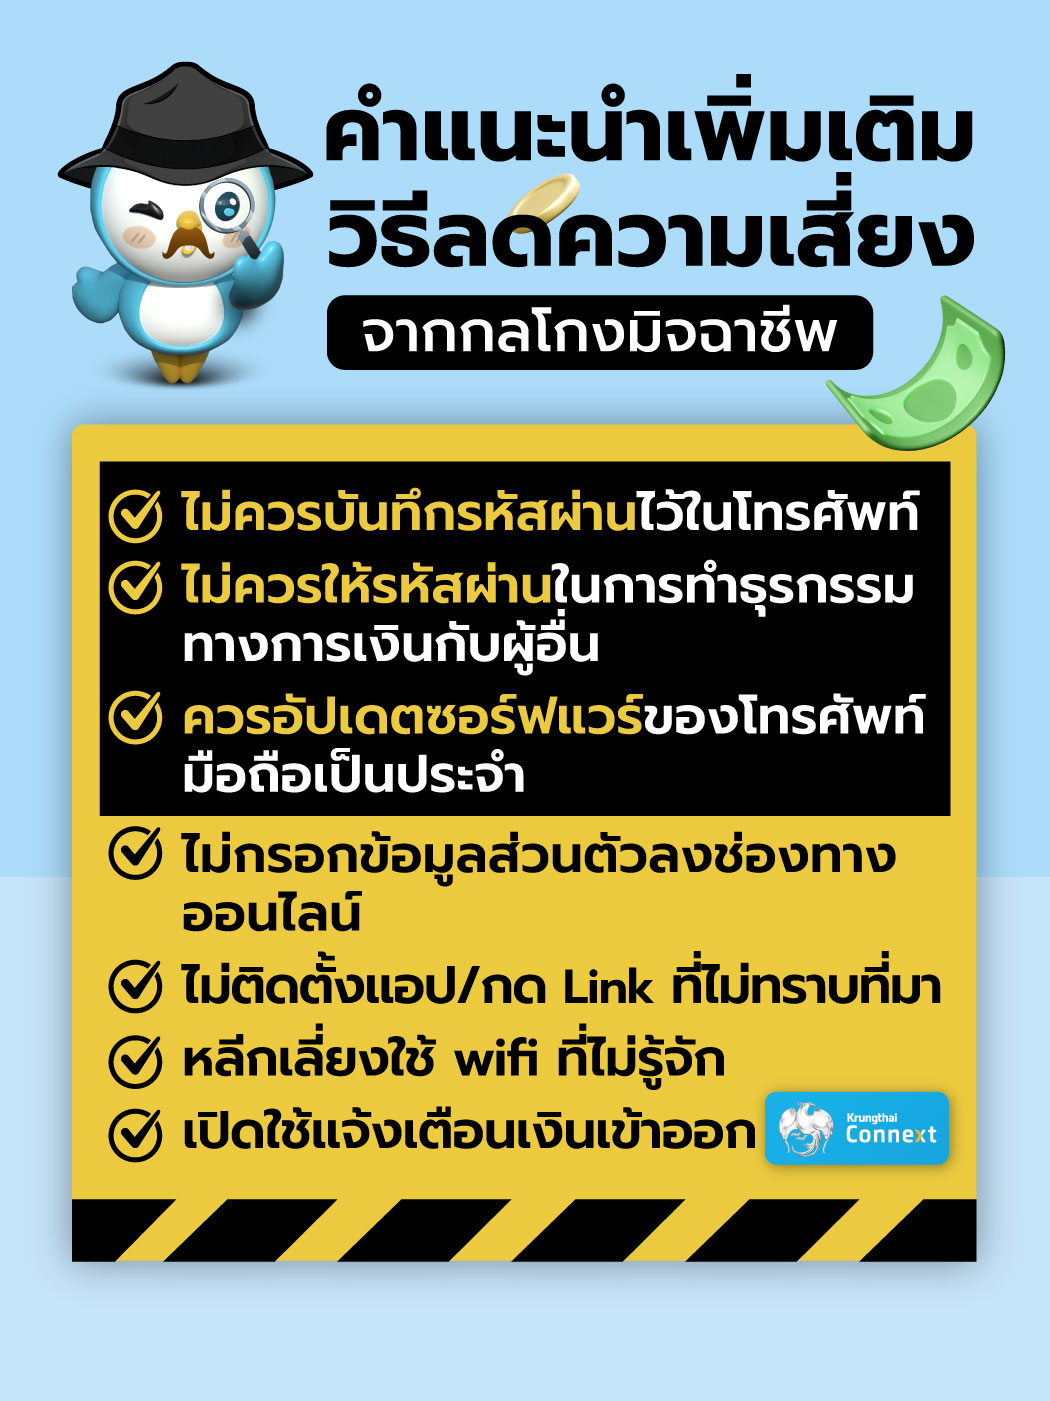 คำแนะนำเพิ่มเติม
วิธีลดความเสี่ยง
จากกลโกงมิจฉาชีพ
ไม่ควรบันทึกรหัสผ่านไว้ในโทรศัพท์
ไม่ควรให้รหัสผ่านในการทำธุรกรรม
ทางการเงินกับผู้อื่น
ควรอัปเดตซอร์ฟแวร์ของโทรศัพท์
มือถือเป็นประจำ
ไม่กรอกข้อมูลส่วนตัวลงช่องทาง
ออนไลน์
ไม่ติดตั้งแอป/กด Link ที่ไม่ทราบที่มา
หลีกเลี่ยงใช้ wifi ที่ไม่รู้จัก
เปิดใช้แจ้งเตือนเงินเข้าออก
Krungthai
Connext